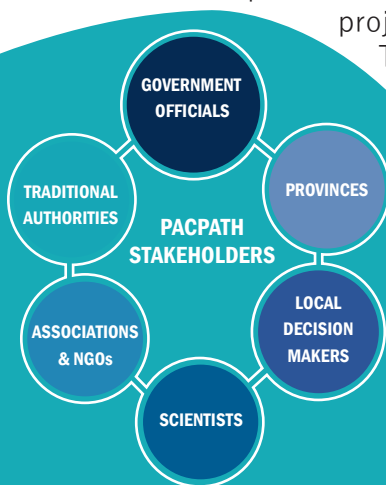 proj
GOVERNMENT
OFFICIALS
TRADITIONAL
AUTHORITIES
PROVINCES
PACPATH
STAKEHOLDERS
LOCAL
DECISION
MAKERS
ASSOCIATIONS
& NGOs
SCIENTISTS